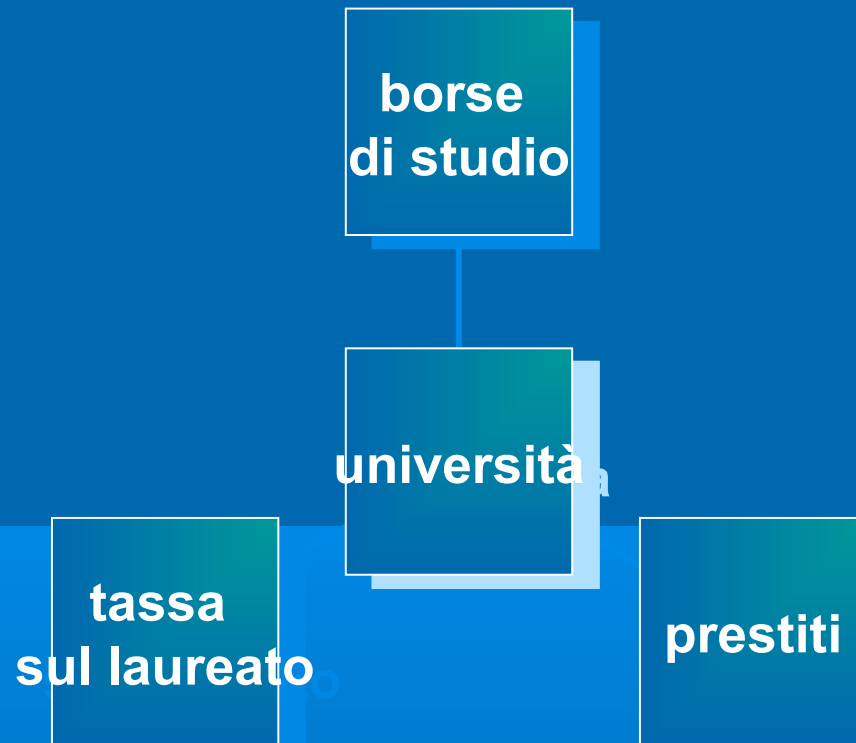 borse
di studio
università
tassa
sul laureato
prestiti